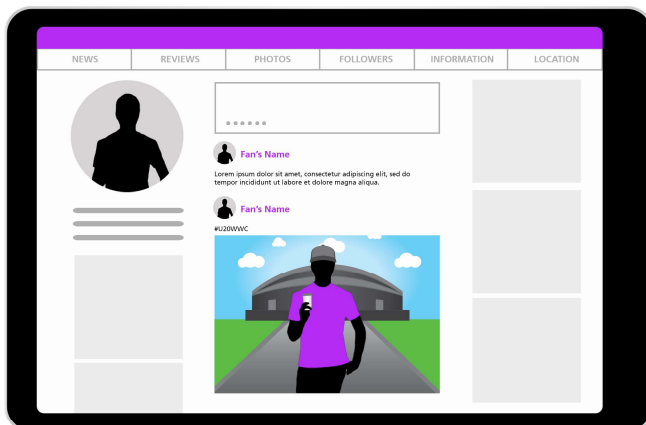 NEWS REVIEWS PHOTOS FOLLOWERS INFORMATION LOCATION
Fan's Name
Lorem ipsum dolor sit amet, consectetur adipiscing elit, sed do
tempor incididunt ut labore et dolore magna aliqua.
Fan's Name
#U20WWC